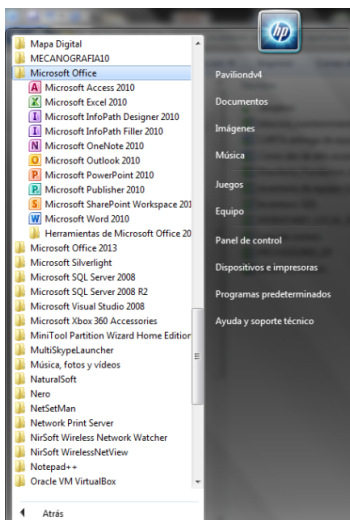 Mapa Digital
MECANOGRAFIA10
Microsoft Office
Microsoft Access 2010
Microsoft Excel 2010
Microsoft InfoPath Designer 2010
Microsoft InfoPath Filler 2010
Microsoft OneNote 2010
Microsoft Outlook 2010
Microsoft PowerPoint 2010
Microsoft Publisher 2010
Microsoft SharePoint Workspace 201
Microsoft Word 2010
Herramientas de Microsoft Office 20
Microsoft Office 2013
Microsoft Silverlight
Microsoft SQL Server 2008
Microsoft SQL Server 2008 R2
Microsoft Visual Studio 2008
Microsoft Xbox 360 Accessories
MiniTool Partition Wizard Home Edition
MultiSkypeLauncher
Música, fotos y vídeos
NaturalSoft
Nero
NetSetMan
Network Print Server
NirSoft Wireless Network Watcher
NirSoft WirelessNetView
Notepad++
Oracle VM VirtualBox
Atrás
hp
Paviliondv4
Documentos
Imágenes
Música
Juegos
Equipo
Panel de control
Dispositivos e impresoras
Programas predeterminados
Ayuda y soporte técnico